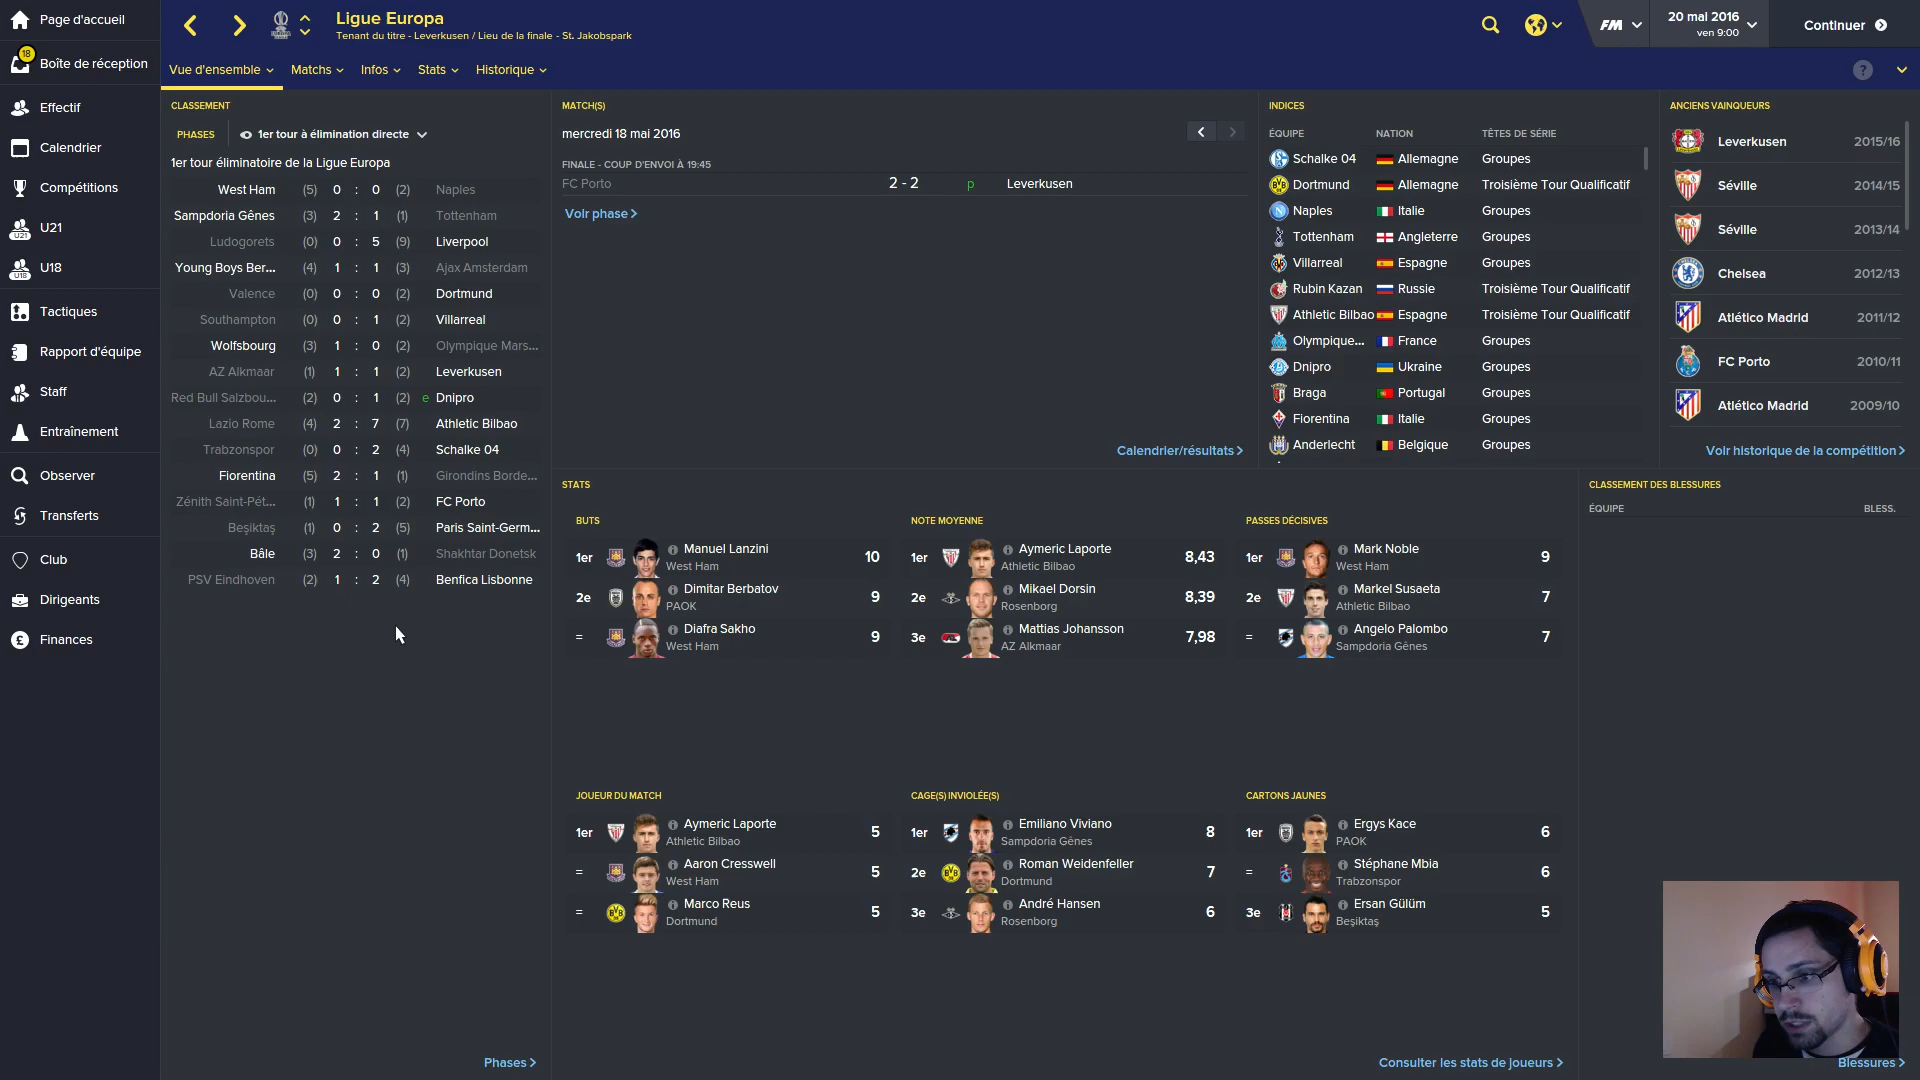 Page d'accueil
18
Boîte de réception
Effectif
Calendrier
Compétitions
U21
U21
U18
U18
Tactiques
Rapport d'équipe
Staff
Entraînement
Observer
Transferts
Club
Dirigeants
£
Finances
Ligue Europa
Tenant du titre - Leverkusen / Lieu de la finale - St. Jakobspark
FM
20 mai 2016
ven 9:00
Continuer
Vue d'ensemble
Matchs
Infos
Stats
Historique
?
CLASSEMENT
PHASES
1er tour à élimination directe
1er tour éliminatoire de la Ligue Europa
West Ham (5) 0 : 0 (2) Naples
Sampdoria Gênes (3) 2 : 1 (1) Tottenham
Ludogorets (0) 0 : 5 (9) Liverpool
Young Boys Ber... (4) 1 : 1 (3) Ajax Amsterdam
Valence (0) 0 : 0 (2) Dortmund
Southampton (0) 0 : 1 (2) Villarreal
Wolfsbourg (3) 1 : 0 (2) Olympique Mars...
AZ Alkmaar (1) 1 : 1 (2) Leverkusen
Red Bull Salzbou... (2) 0 : 1 (2) e Dnipro
Lazio Rome (4) 2 : 7 (7) Athletic Bilbao
Trabzonspor (0) 0 : 2 (4) Schalke 04
Fiorentina (5) 2 : 1 (1) Girondins Borde...
Zénith Saint-Pét... (1) 1 : 1 (2) FC Porto
Beşiktaş (1) 0 : 2 (5) Paris Saint-Germ...
Bâle (3) 2 : 0 (1) Shakhtar Donetsk
PSV Eindhoven (2) 1 : 2 (4) Benfica Lisbonne
Phases
MATCH(S)
mercredi 18 mai 2016
FINALE - COUP D'ENVOI À 19:45
FC Porto 2 - 2 p Leverkusen
Voir phase
Calendrier/résultats
INDICES
ÉQUIPE NATION TÊTES DE SÉRIE
Schalke 04 Allemagne Groupes
Dortmund Allemagne Troisième Tour Qualificatif
Naples Italie Groupes
Tottenham Angleterre Groupes
Villarreal Espagne Groupes
Rubin Kazan Russie Troisième Tour Qualificatif
Athletic Bilbao Espagne Troisième Tour Qualificatif
Olympique... France Groupes
Dnipro Ukraine Groupes
Braga Portugal Groupes
Fiorentina Italie Groupes
Anderlecht Belgique Groupes
ANCIENS VAINQUEURS
Leverkusen 2015/16
Séville 2014/15
Séville 2013/14
Chelsea 2012/13
Atlético Madrid 2011/12
FC Porto 2010/11
Atlético Madrid 2009/10
Voir historique de la compétition
STATS
BUTS
1er Manuel Lanzini 10
West Ham
2e Dimitar Berbatov 9
PAOK
= Diafra Sakho 9
West Ham
NOTE MOYENNE
1er Aymeric Laporte 8,43
Athletic Bilbao
2e Mikael Dorsin 8,39
Rosenborg
3e Mattias Johansson 7,98
AZ Alkmaar
PASSES DÉCISIVES
1er Mark Noble 9
West Ham
2e Markel Susaeta 7
Athletic Bilbao
= Angelo Palombo 7
Sampdoria Gênes
JOUEUR DU MATCH
1er Aymeric Laporte 5
Athletic Bilbao
= Aaron Cresswell 5
West Ham
= Marco Reus 5
Dortmund
CAGE(S) INVIOLÉE(S)
1er Emiliano Viviano 8
Sampdoria Gênes
2e Roman Weidenfeller 7
Dortmund
3e André Hansen 6
Rosenborg
CARTONS JAUNES
1er Ergys Kace 6
PAOK
= Stéphane Mbia 6
Trabzonspor
3e Ersan Gülüm 5
Beşiktaş
Consulter les stats de joueurs
CLASSEMENT DES BLESSURES
ÉQUIPE BLESS.
Blessures